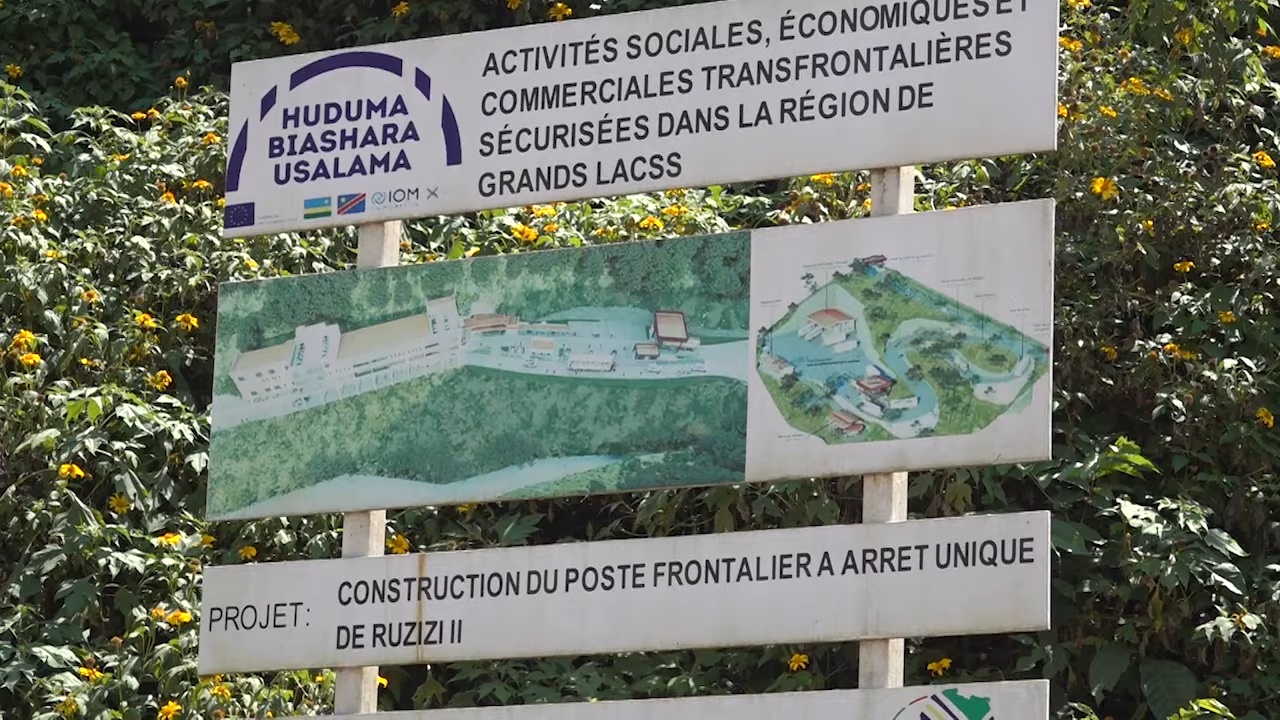 HUDUMA
BIASHARA
USALAMA
IOM
ACTIVITÉS SOCIALES, ÉCONOMIQUES ET
COMMERCIALES TRANSFRONTALIÈRES
SÉCURISÉES DANS LA RÉGION DE
GRANDS LACSS
PROJET:
CONSTRUCTION DU POSTE FRONTALIER A ARRET UNIQUE
DE RUZIZI II